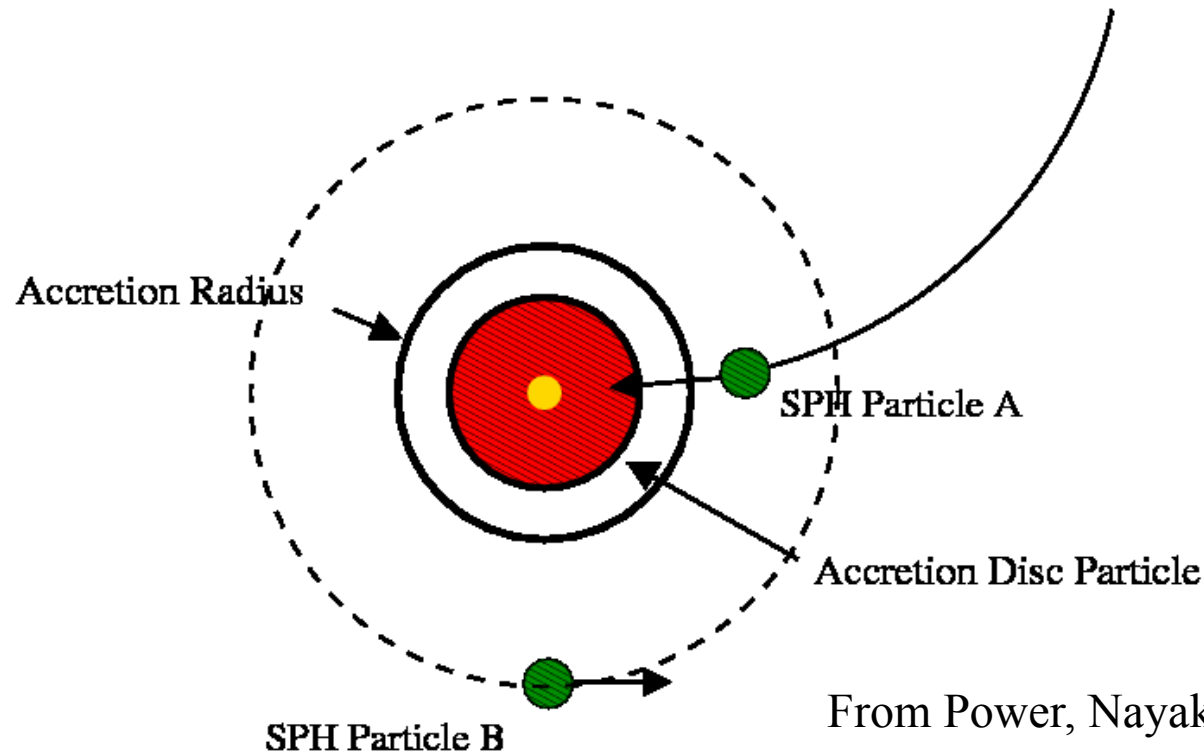 Accretion Radius
SPH Particle A
Accretion Disc Particle
SPH Particle B
From Power, Nayak